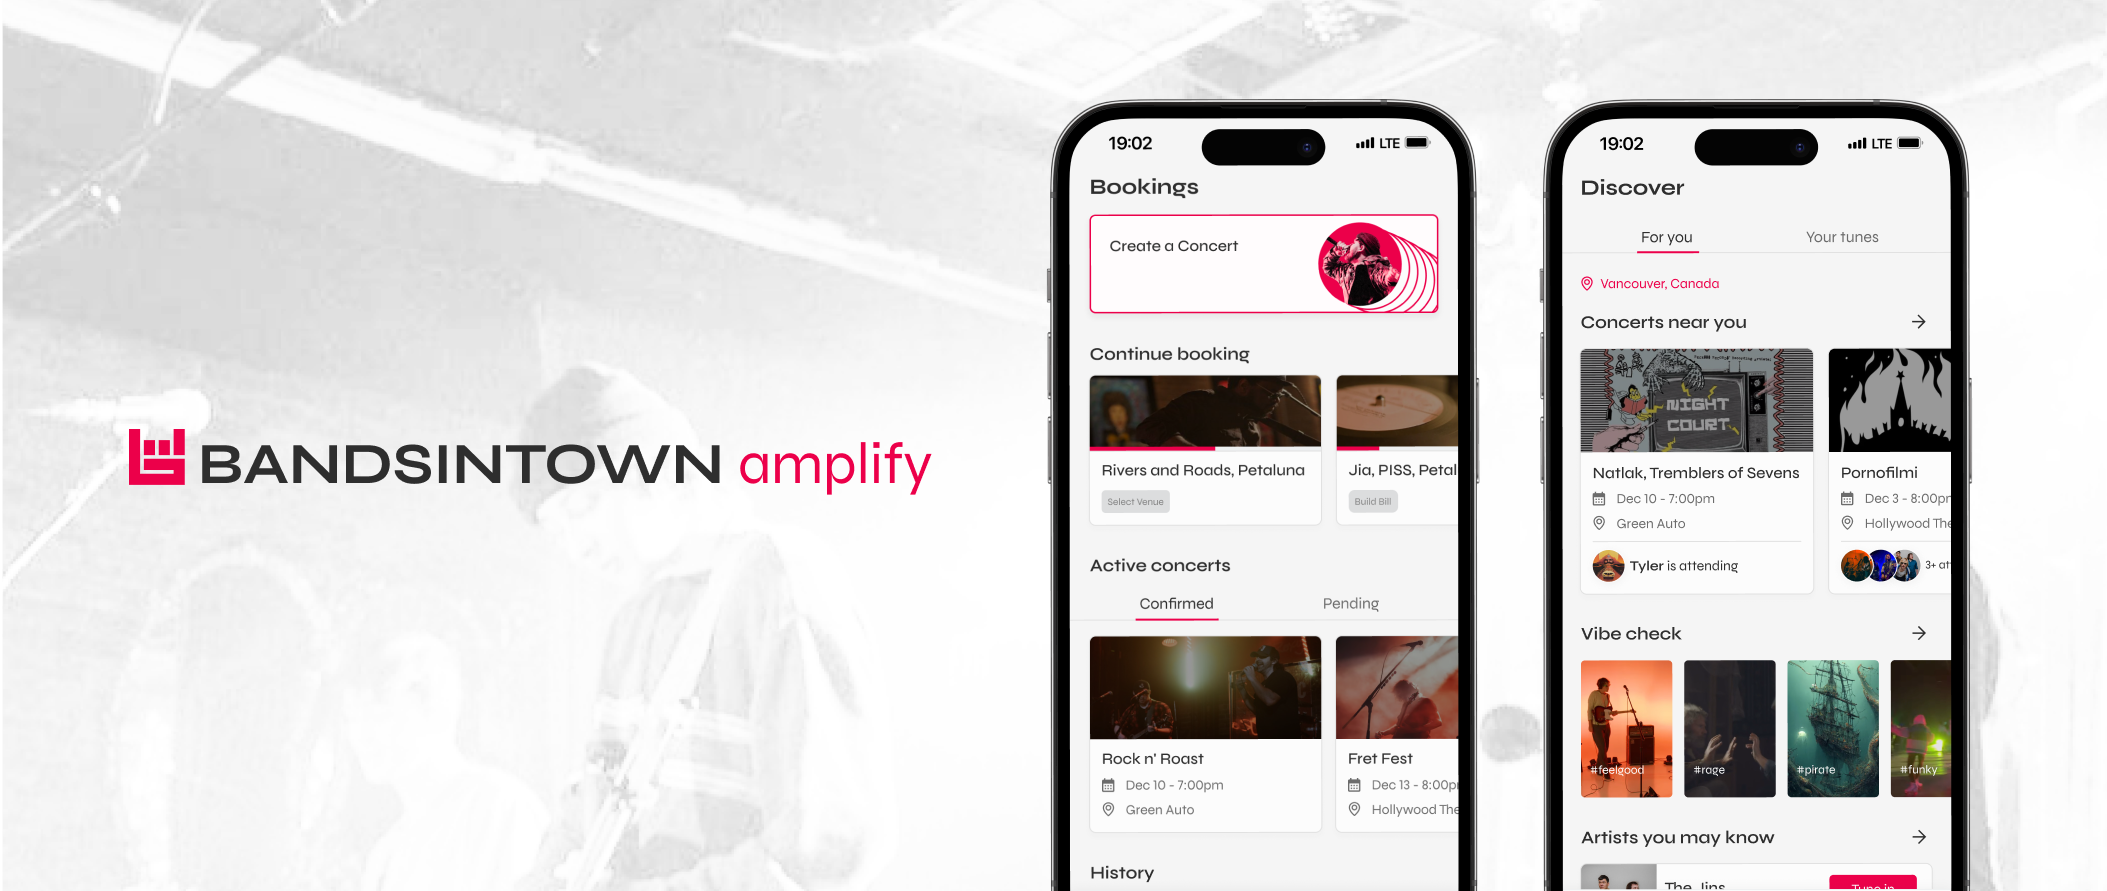 BANDSINTOWN amplify
19:02
LTE
Bookings
Create a Concert
Continue booking
Rivers and Roads, Petaluna
Select Venue
Jia, PISS, Petal
Build Bill
Active concerts
Confirmed
Pending
Rock n' Roast
Dec 10 - 7:00pm
Green Auto
Fret Fest
Dec 13 - 8:00p
Hollywood The
History
19:02
LTE
Discover
For you
Your tunes
Vancouver, Canada
Concerts near you
NIGHT
COURT
Natlak, Tremblers of Sevens
Dec 10 - 7:00pm
Green Auto
Tyler is attending
Pornofilmi
Dec 3 - 8:00pm
Hollywood The
3+ at
Vibe check
#feelgood
#rage
#pirate
#funky
Artists you may know
The Jins
Tune in